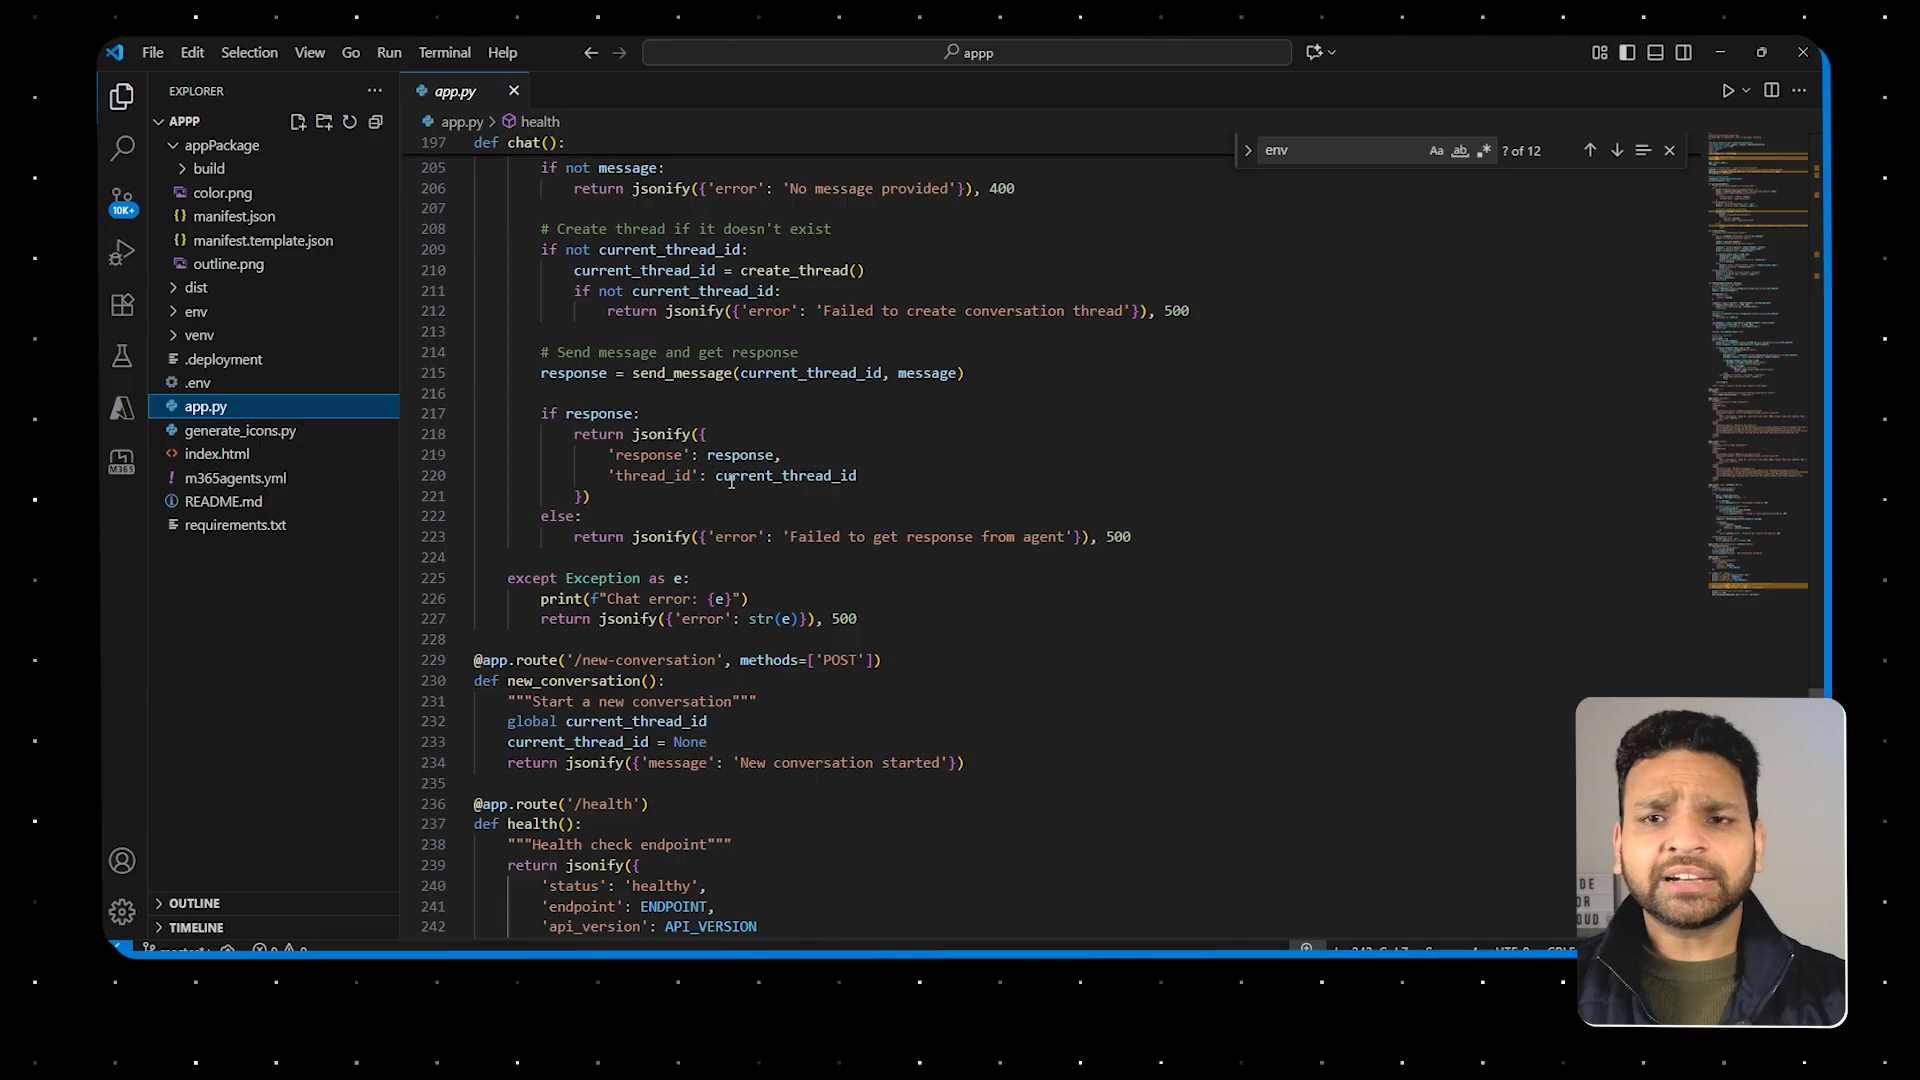 File Edit Selection View Go Run Terminal Help
appp
EXPLORER
APPP
appPackage
build
color.png
manifest.json
manifest.template.json
outline.png
dist
env
venv
.deployment
.env
app.py
generate_icons.py
index.html
m365agents.yml
README.md
requirements.txt
OUTLINE
TIMELINE
10K+
M365
app.py
app.py > health
env
Aa ab
? of 12
197 def chat():
205 if not message:
206 return jsonify({'error': 'No message provided'}), 400
207
208 # Create thread if it doesn't exist
209 if not current_thread_id:
210 current_thread_id = create_thread()
211 if not current_thread_id:
212 return jsonify({'error': 'Failed to create conversation thread'}), 500
213
214 # Send message and get response
215 response = send_message(current_thread_id, message)
216
217 if response:
218 return jsonify({
219 'response': response,
220 'thread_id': current_thread_id
221 })
222 else:
223 return jsonify({'error': 'Failed to get response from agent'}), 500
224
225 except Exception as e:
226 print(f"Chat error: {e}")
227 return jsonify({'error': str(e)}), 500
228
229 @app.route('/new-conversation', methods=['POST'])
230 def new_conversation():
231 """Start a new conversation"""
232 global current_thread_id
233 current_thread_id = None
234 return jsonify({'message': 'New conversation started'})
235
236 @app.route('/health')
237 def health():
238 """Health check endpoint"""
239 return jsonify({
240 'status': 'healthy',
241 'endpoint': ENDPOINT,
242 'api_version': API_VERSION